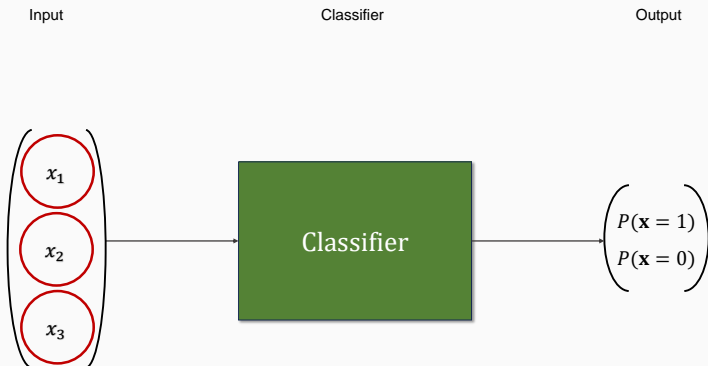 Input
Classifier
Output
x₁
x₂
x₃
Classifier
P(𝐱 = 1)
P(𝐱 = 0)